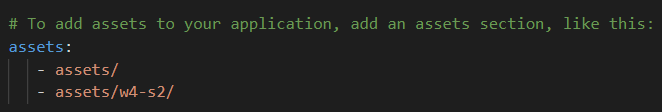 # To add assets to your application, add an assets section, like this:
assets:
- assets/
- assets/w4-s2/